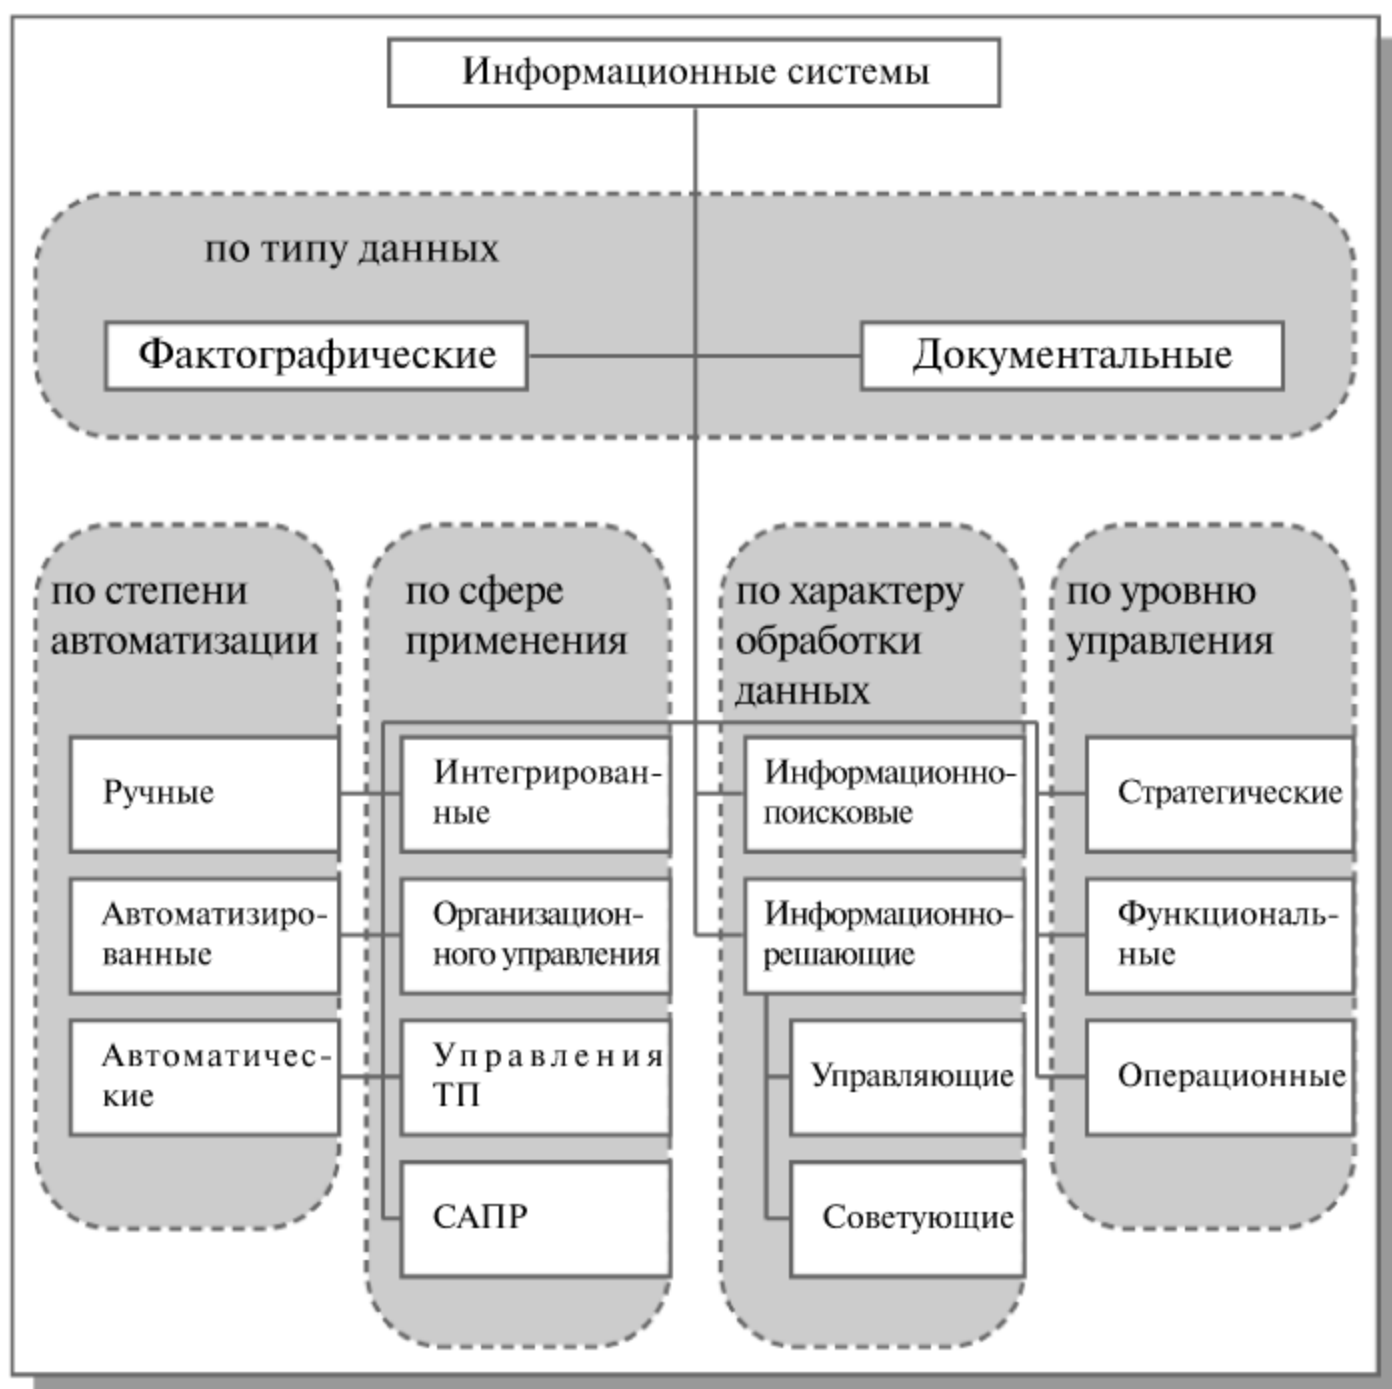 Информационные системы
по типу данных
Фактографические
Документальные
по степени
автоматизации
Ручные
Автоматизиро-
ванные
Автоматичес-
кие
по сфере
применения
Интегрирован-
ные
Организацион-
ного управления
Управления
ТП
САПР
по характеру
обработки
данных
Информационно-
поисковые
Информационно-
решающие
Управляющие
Советующие
по уровню
управления
Стратегические
Функциональ-
ные
Операционные